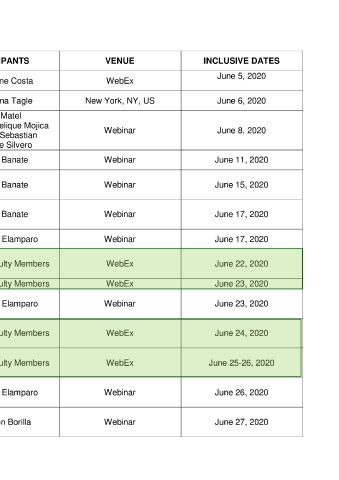 IPANTS VENUE INCLUSIVE DATES
ne Costa WebEx June 5, 2020
na Tagle New York, NY, US June 6, 2020
Matel
elique Mojica
Sebastian
e Silvero
Webinar June 8, 2020
Banate Webinar June 11, 2020
Banate Webinar June 15, 2020
Banate Webinar June 17, 2020
Elamparo Webinar June 17, 2020
ulty Members WebEx June 22, 2020
ulty Members WebEx June 23, 2020
Elamparo Webinar June 23, 2020
ulty Members WebEx June 24, 2020
ulty Members WebEx June 25-26, 2020
Elamparo Webinar June 26, 2020
n Borilla Webinar June 27, 2020